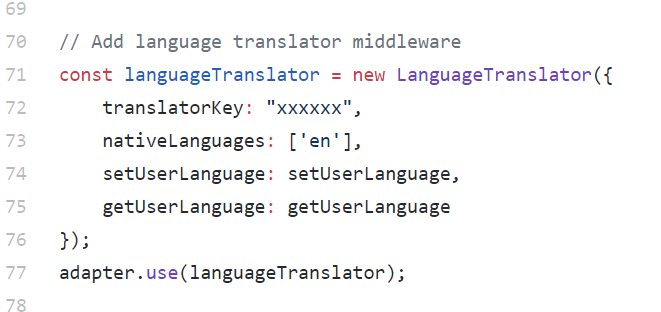 69
70 // Add language translator middleware
71 const languageTranslator = new LanguageTranslator({
72     translatorKey: "xxxxxx",
73     nativeLanguages: ['en'],
74     setUserLanguage: setUserLanguage,
75     getUserLanguage: getUserLanguage
76 });
77 adapter.use(languageTranslator);
78